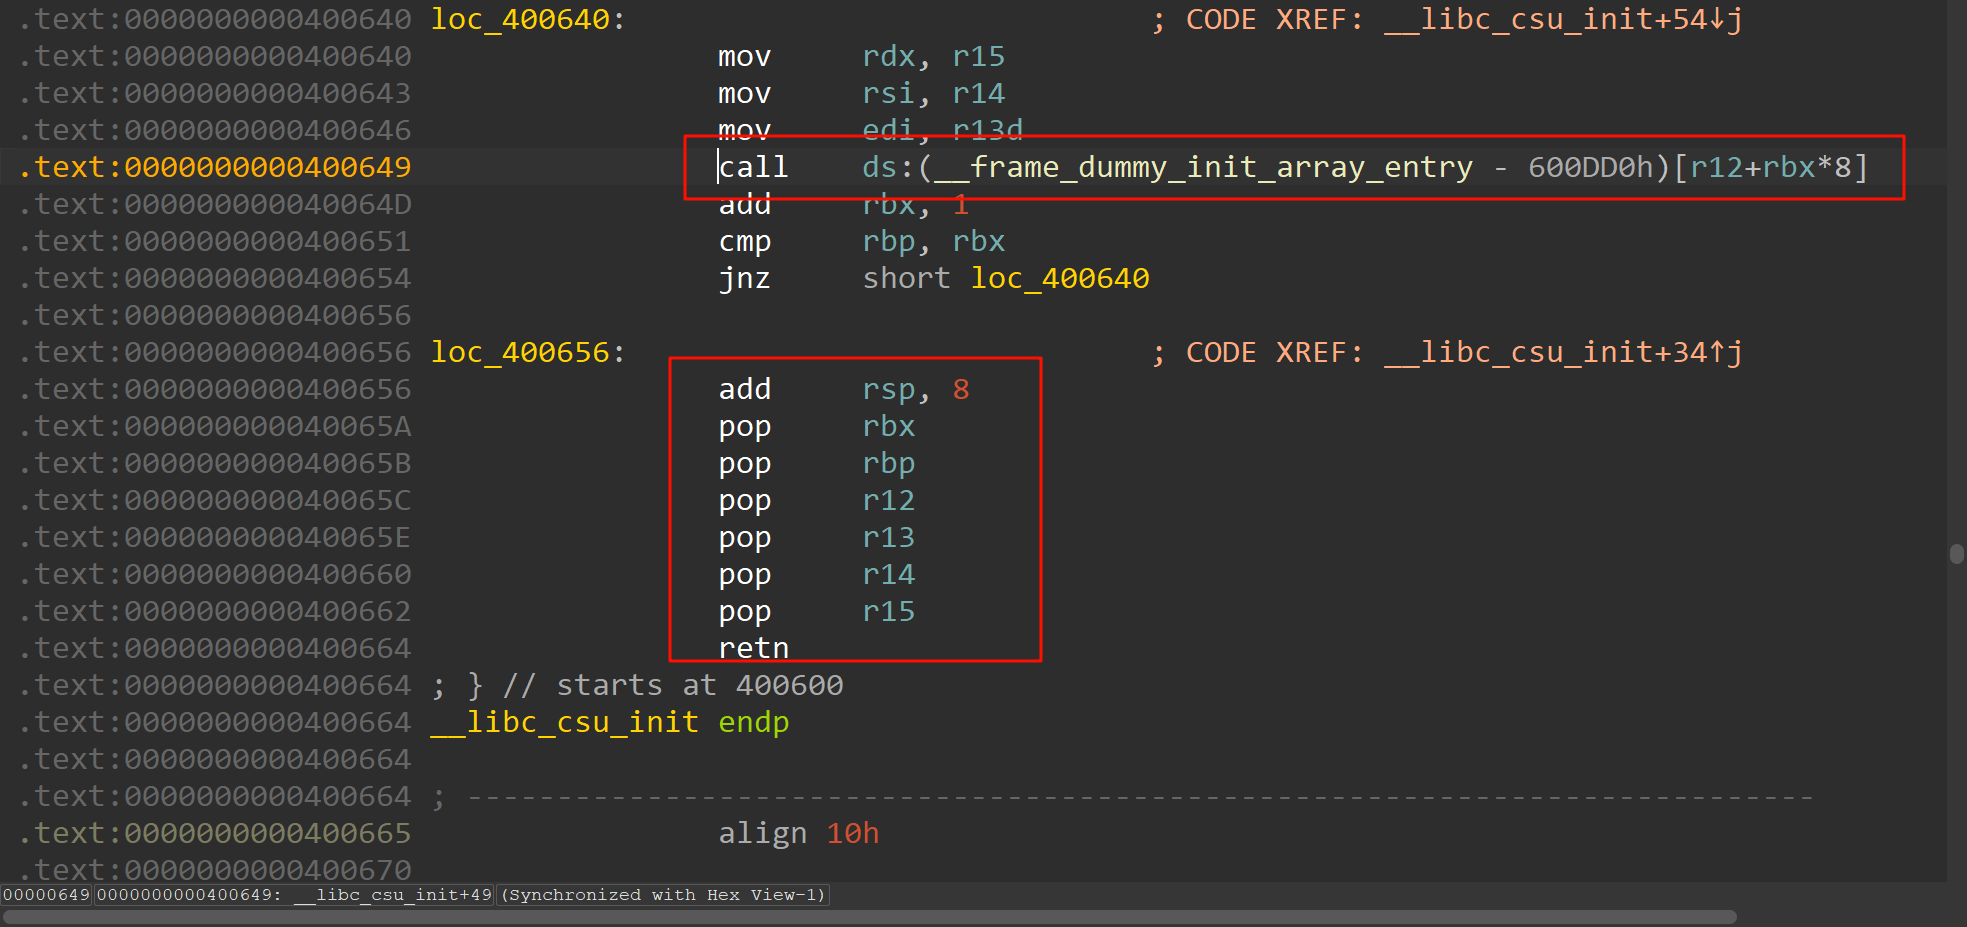 .text:0000000000400640 loc_400640: ; CODE XREF: __libc_csu_init+54↓j
.text:0000000000400640 mov rdx, r15
.text:0000000000400643 mov rsi, r14
.text:0000000000400646 mov edi, r13d
.text:0000000000400649 call ds:(__frame_dummy_init_array_entry - 600DD0h)[r12+rbx*8]
.text:000000000040064D add rbx, 1
.text:0000000000400651 cmp rbp, rbx
.text:0000000000400654 jnz short loc_400640
.text:0000000000400656
.text:0000000000400656 loc_400656: ; CODE XREF: __libc_csu_init+34↑j
.text:0000000000400656 add rsp, 8
.text:000000000040065A pop rbx
.text:000000000040065B pop rbp
.text:000000000040065C pop r12
.text:000000000040065E pop r13
.text:0000000000400660 pop r14
.text:0000000000400662 pop r15
.text:0000000000400664 retn
.text:0000000000400664 ; } // starts at 400600
.text:0000000000400664 __libc_csu_init endp
.text:0000000000400664
.text:0000000000400664 ; ---------------------------------------------------------------------------
.text:0000000000400665 align 10h
.text:0000000000400670
00000649 0000000000400649: __libc_csu_init+49 (Synchronized with Hex View-1)